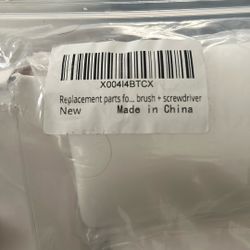 X004I4BTCX
Replacement parts fo... brush + screwdriver
New Made in China